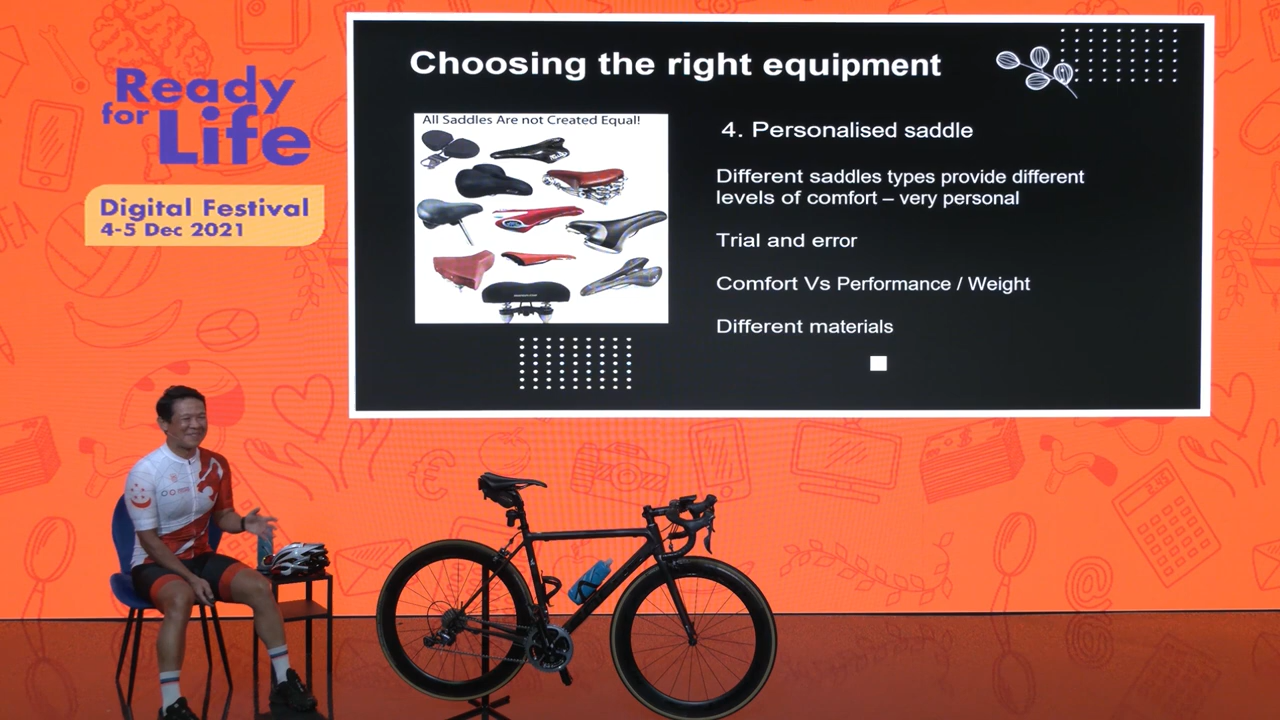 Ready
for Life
Digital Festival
4-5 Dec 2021
Choosing the right equipment
All Saddles Are not Created Equal!
4. Personalised saddle
Different saddles types provide different
levels of comfort – very personal
Trial and error
Comfort Vs Performance / Weight
Different materials